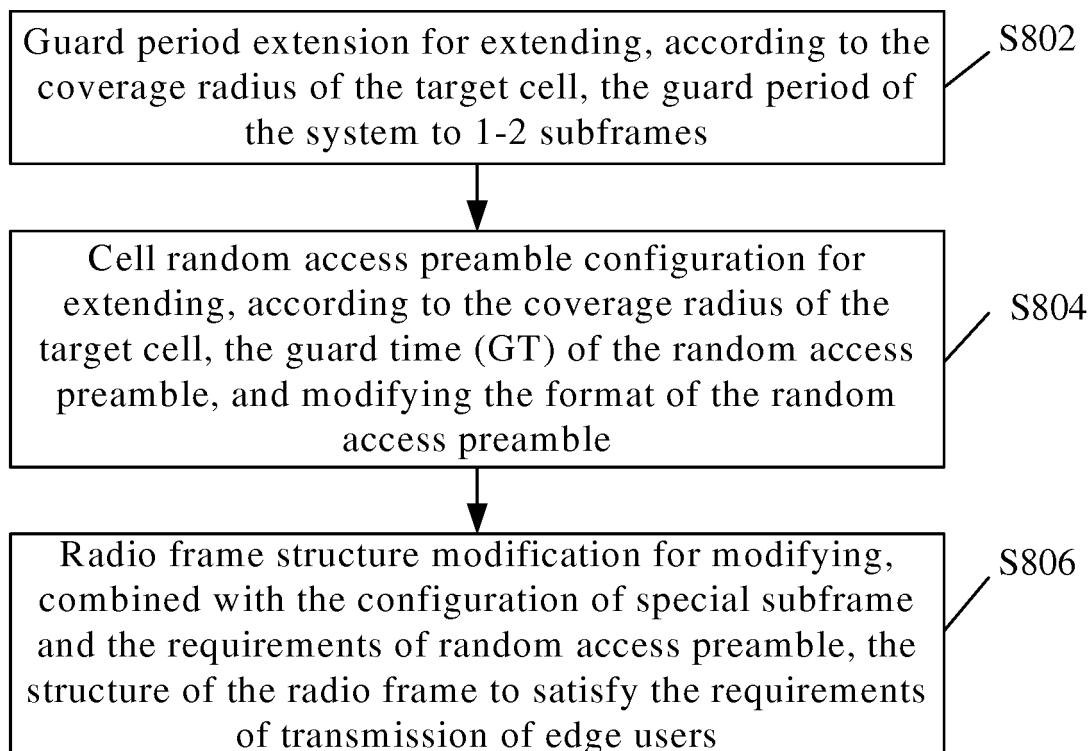 Guard period extension for extending, according to the
coverage radius of the target cell, the guard period of
the system to 1-2 subframes
S802
Cell random access preamble configuration for
extending, according to the coverage radius of the
target cell, the guard time (GT) of the random access
preamble, and modifying the format of the random
access preamble
S804
Radio frame structure modification for modifying,
combined with the configuration of special subframe
and the requirements of random access preamble, the
structure of the radio frame to satisfy the requirements
of transmission of edge users
S806